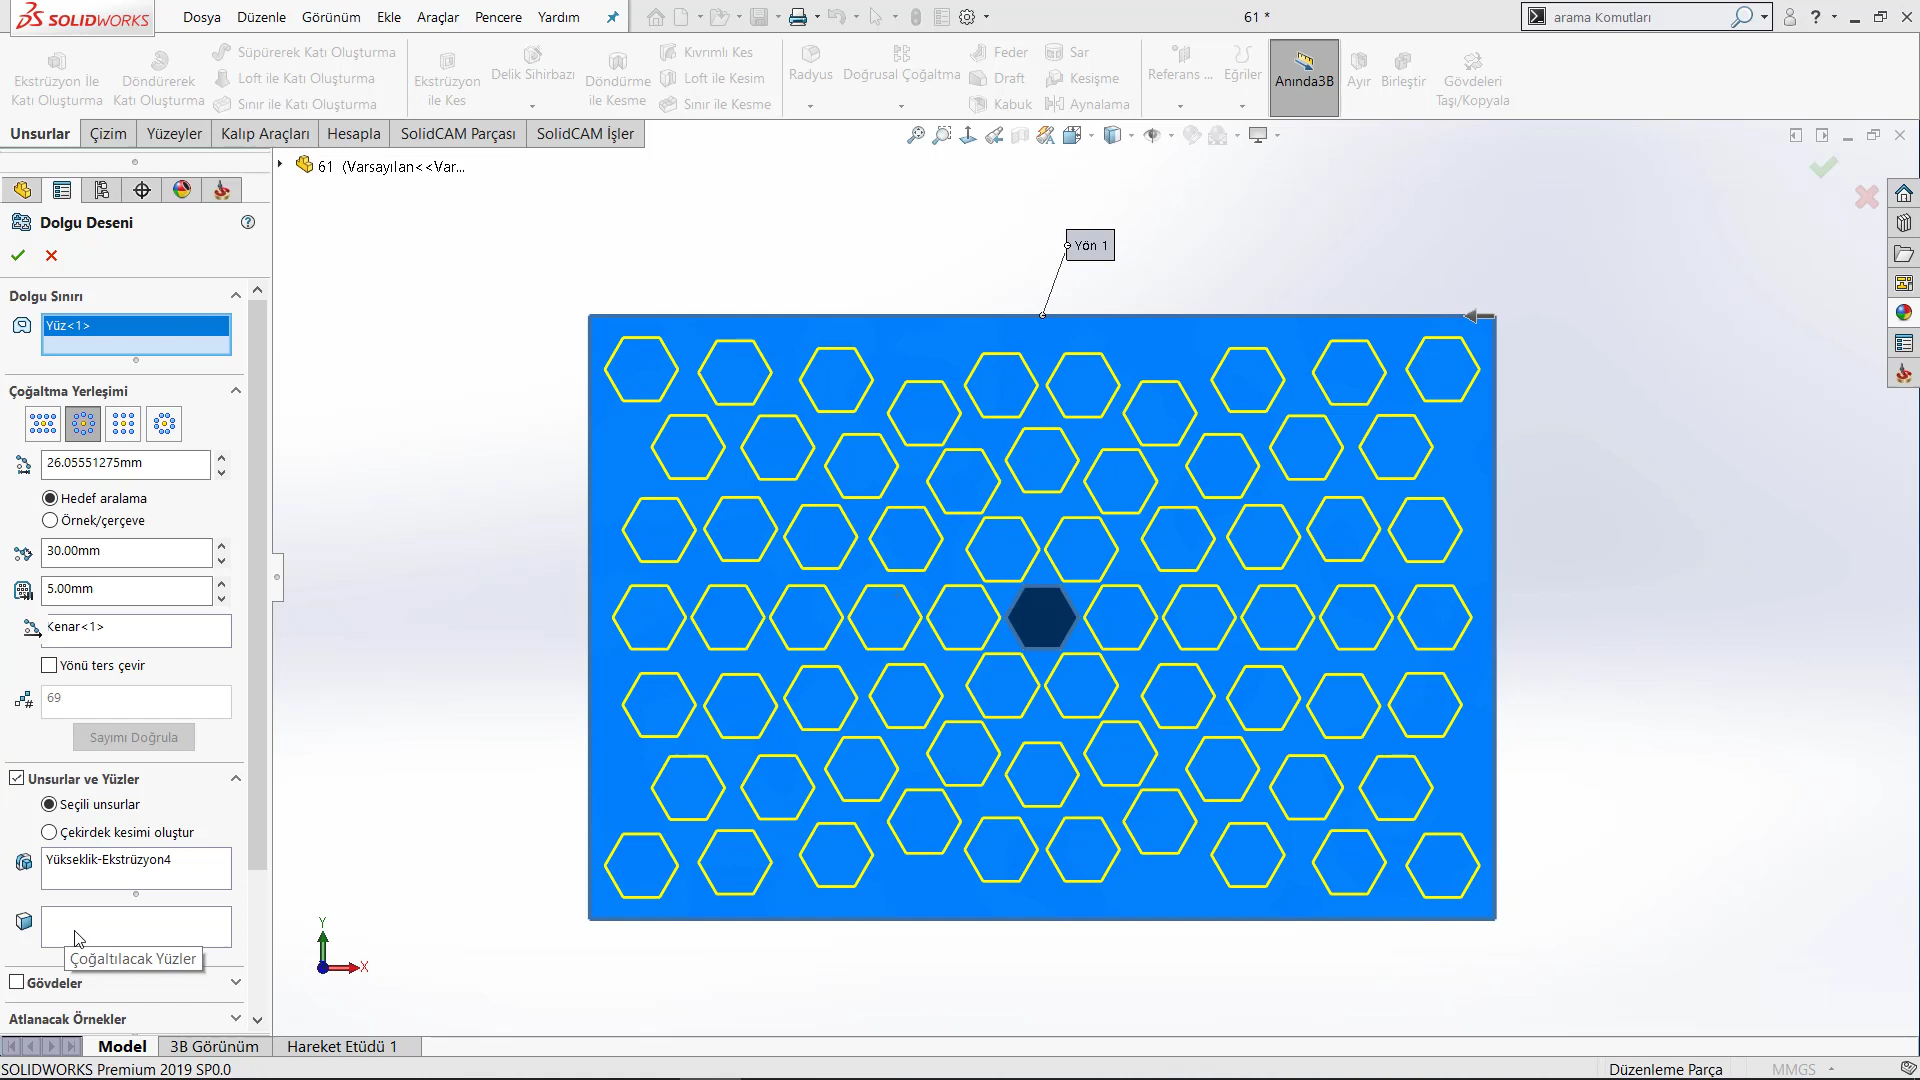 SOLIDWORKS
Dosya Düzenle Görünüm Ekle Araçlar Pencere Yardım
61 *
arama Komutları
Ekstrüzyon İle Katı Oluşturma
Döndürerek Katı Oluşturma
Süpürerek Katı Oluşturma
Loft ile Katı Oluşturma
Sınır ile Katı Oluşturma
Ekstrüzyon ile Kes
Delik Sihirbazı
Döndürme ile Kesme
Kıvrımlı Kes
Loft ile Kesim
Sınır ile Kesme
Radyus
Doğrusal Çoğaltma
Feder
Draft
Kabuk
Sar
Kesişme
Aynalama
Referans ...
Eğriler
Anında3B
Ayır
Birleştir
Gövdeleri Taşı/Kopyala
Unsurlar Çizim Yüzeyler Kalıp Araçları Hesapla SolidCAM Parçası SolidCAM İşler
61 (Varsayılan<<Var...
Dolgu Deseni
Dolgu Sınırı
Yüz<1>
Çoğaltma Yerleşimi
26.05551275mm
Hedef aralama
Örnek/çerçeve
30.00mm
5.00mm
Kenar<1>
Yönü ters çevir
69
Sayımı Doğrula
Unsurlar ve Yüzler
Seçili unsurlar
Çekirdek kesimi oluştur
Yükseklik-Ekstrüzyon4
Çoğaltılacak Yüzler
Gövdeler
Atlanacak Örnekler
Yön 1
Y
X
Model 3B Görünüm Hareket Etüdü 1
SOLIDWORKS Premium 2019 SP0.0
Düzenleme Parça
MMGS